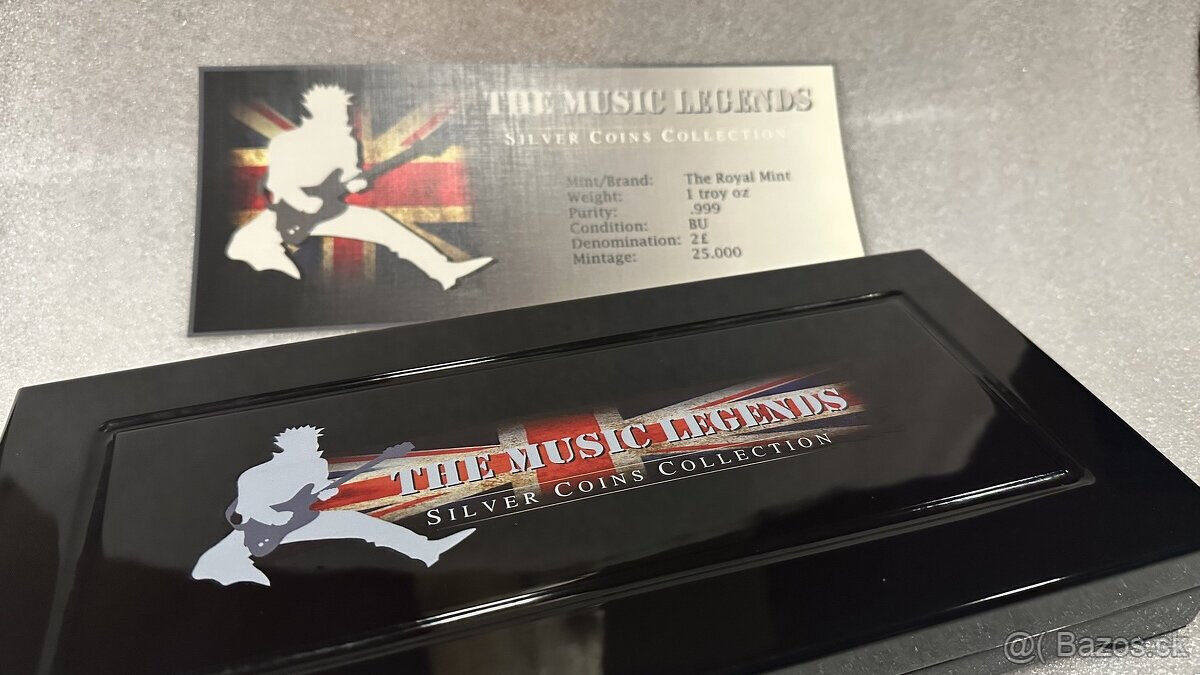 THE MUSIC LEGENDS
SILVER COINS COLLECTION
Mint/Brand: The Royal Mint
Weight: 1 troy oz
Purity: .999
Condition: BU
Denomination: 2£
Mintage: 25.000
THE MUSIC LEGENDS
SILVER COINS COLLECTION
@( Bazos.sk